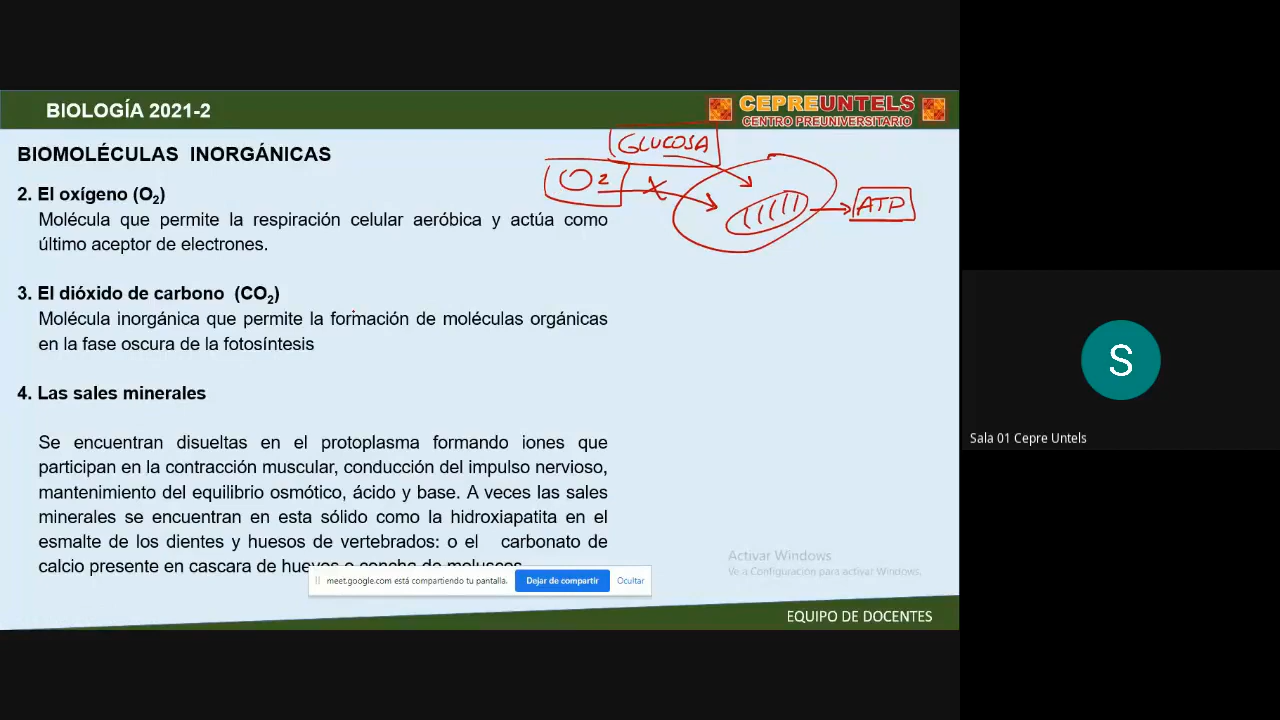 BIOLOGÍA 2021-2
CEPREUNTELS
CENTRO PREUNIVERSITARIO
BIOMOLÉCULAS INORGÁNICAS
GLUCOSA
O2
ATP
2. El oxígeno (O2)
Molécula que permite la respiración celular aeróbica y actúa como
último aceptor de electrones.
3. El dióxido de carbono (CO2)
Molécula inorgánica que permite la formación de moléculas orgánicas
en la fase oscura de la fotosíntesis
4. Las sales minerales
Se encuentran disueltas en el protoplasma formando iones que
participan en la contracción muscular, conducción del impulso nervioso,
mantenimiento del equilibrio osmótico, ácido y base. A veces las sales
minerales se encuentran en esta sólido como la hidroxiapatita en el
esmalte de los dientes y huesos de vertebrados: o el carbonato de
calcio presente en cascara de huevos o concha de moluscos.
meet.google.com está compartiendo tu pantalla.
Dejar de compartir
Ocultar
Activar Windows
Ve a Configuración para activar Windows.
EQUIPO DE DOCENTES
S
Sala 01 Cepre Untels